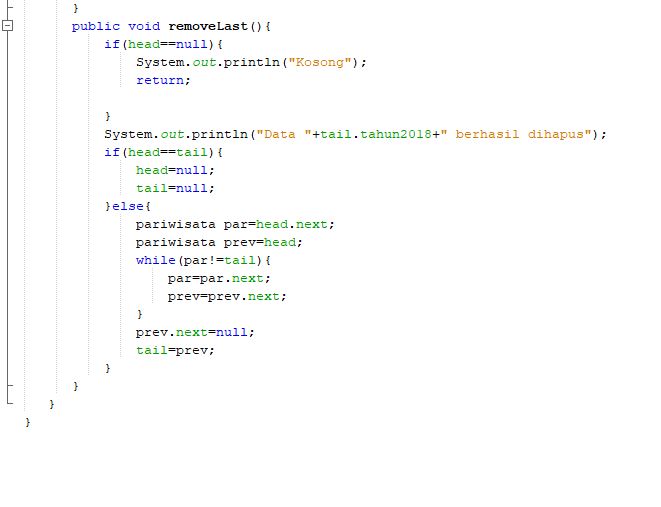 }
public void removeLast(){
if(head==null){
System.out.println("Kosong");
return;
}
System.out.println("Data "+tail.tahun2018+" berhasil dihapus");
if(head==tail){
head=null;
tail=null;
}else{
pariwisata par=head.next;
pariwisata prev=head;
while(par!=tail){
par=par.next;
prev=prev.next;
}
prev.next=null;
tail=prev;
}
}
}
}